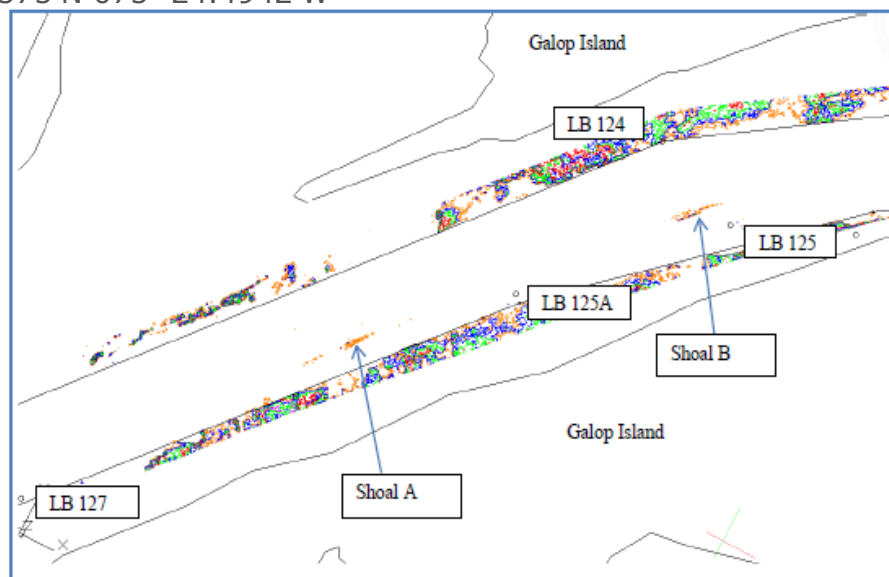 Galop Island
LB 124
LB 125
LB 125A
Shoal B
Galop Island
Shoal A
LB 127